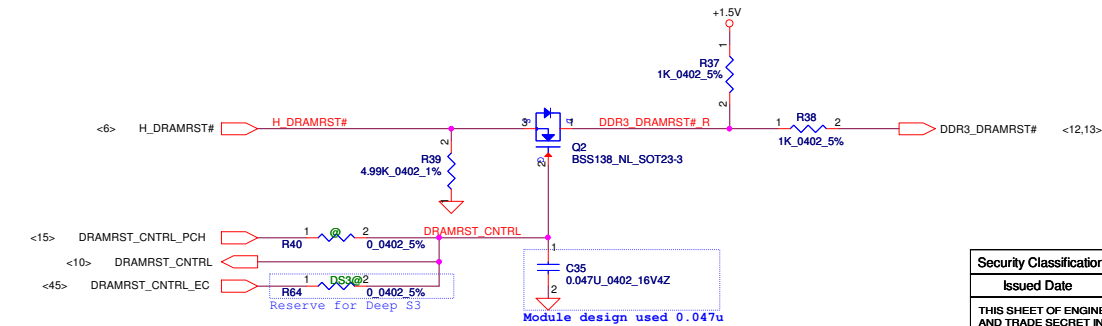 +1.5V
1
R37
1K_0402_5%
2
<6> H_DRAMRST# H_DRAMRST# 3 1 DDR3_DRAMRST#_R 1 R38 2 DDR3_DRAMRST# <12,13>
1K_0402_5%
Q2
BSS138_NL_SOT23-3
2
2
R39
4.99K_0402_1%
1
<15> DRAMRST_CNTRL_PCH 1 @ 2 DRAMRST_CNTRL
R40 0_0402_5%
<10> DRAMRST_CNTRL
<45> DRAMRST_CNTRL_EC 1 DS3@ 2
R64 0_0402_5%
Reserve for Deep S3
1
C35
0.047U_0402_16V4Z
2
Module design used 0.047u
Security Classification
Issued Date
THIS SHEET OF ENGINE
AND TRADE SECRET IN